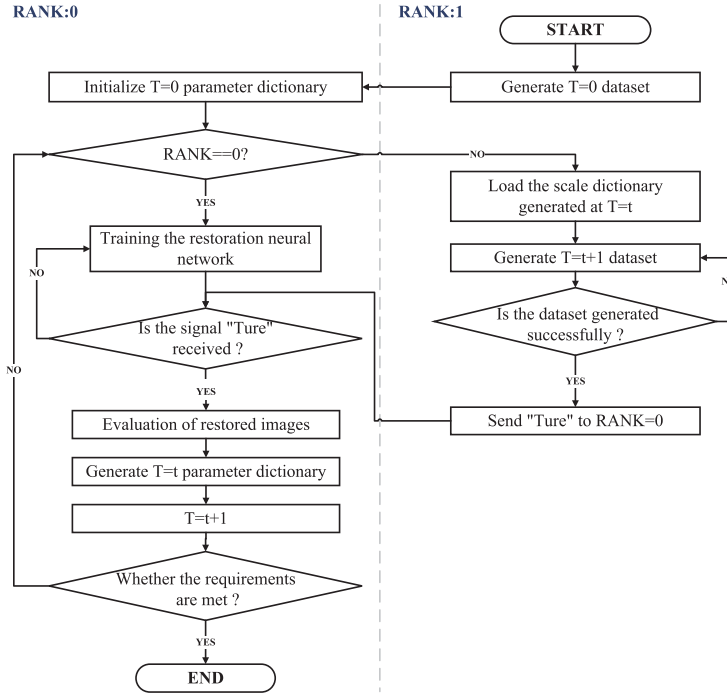 RANK:0
RANK:1
START
Initialize T=0 parameter dictionary
Generate T=0 dataset
RANK==0?
NO
YES
Load the scale dictionary
generated at T=t
Training the restoration neural
network
NO
Generate T=t+1 dataset
Is the signal "Ture"
received ?
Is the dataset generated
successfully ?
NO
YES
YES
Send "Ture" to RANK=0
Evaluation of restored images
Generate T=t parameter dictionary
T=t+1
Whether the requirements
are met ?
YES
END